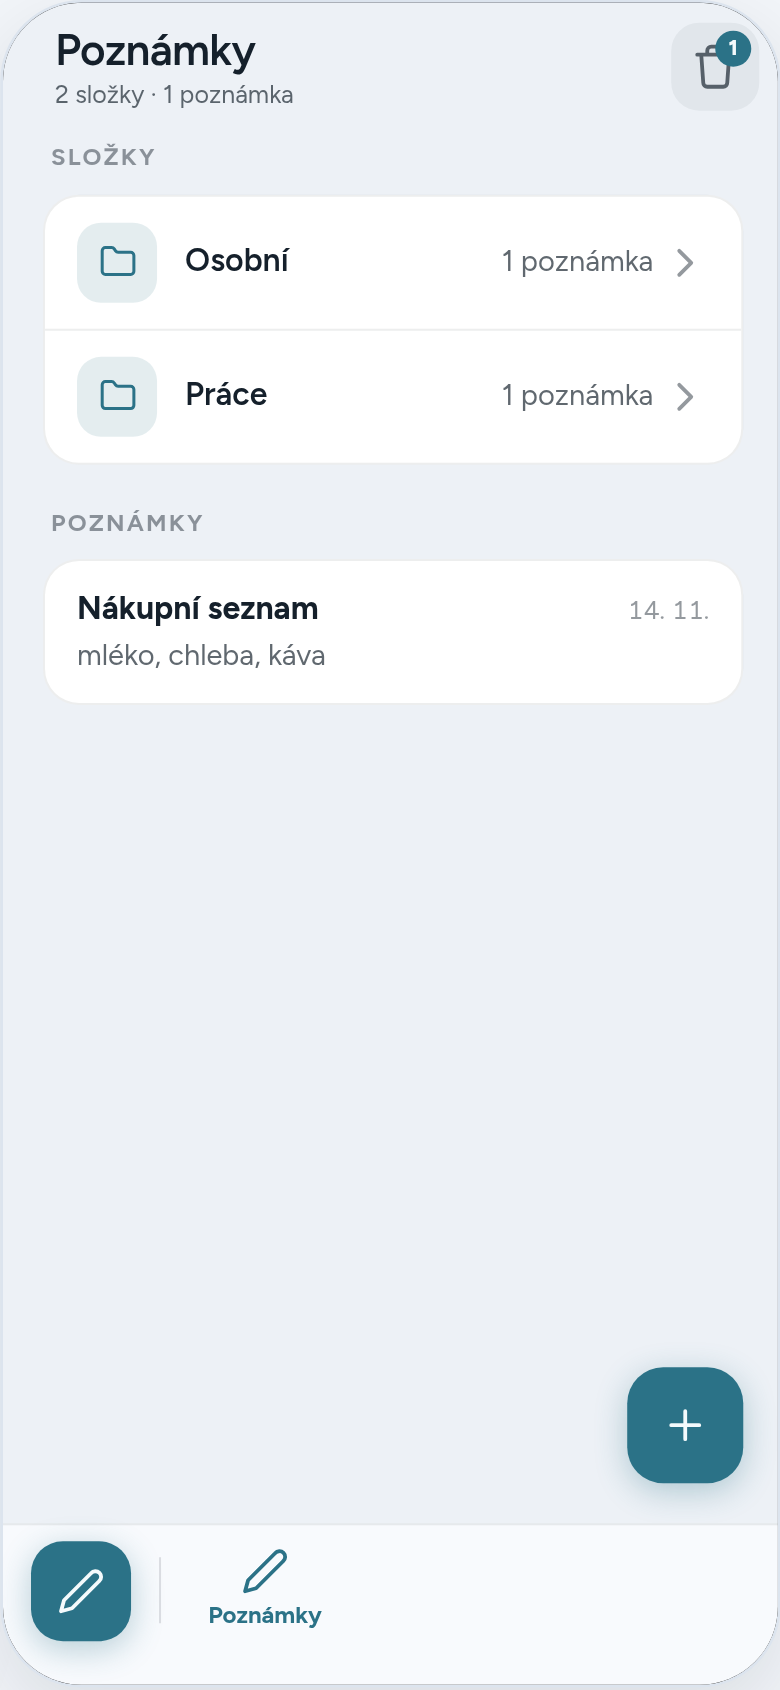 Poznámky
2 složky · 1 poznámka
1
SLOŽKY
Osobní 1 poznámka
Práce 1 poznámka
POZNÁMKY
Nákupní seznam 14. 11.
mléko, chleba, káva
Poznámky